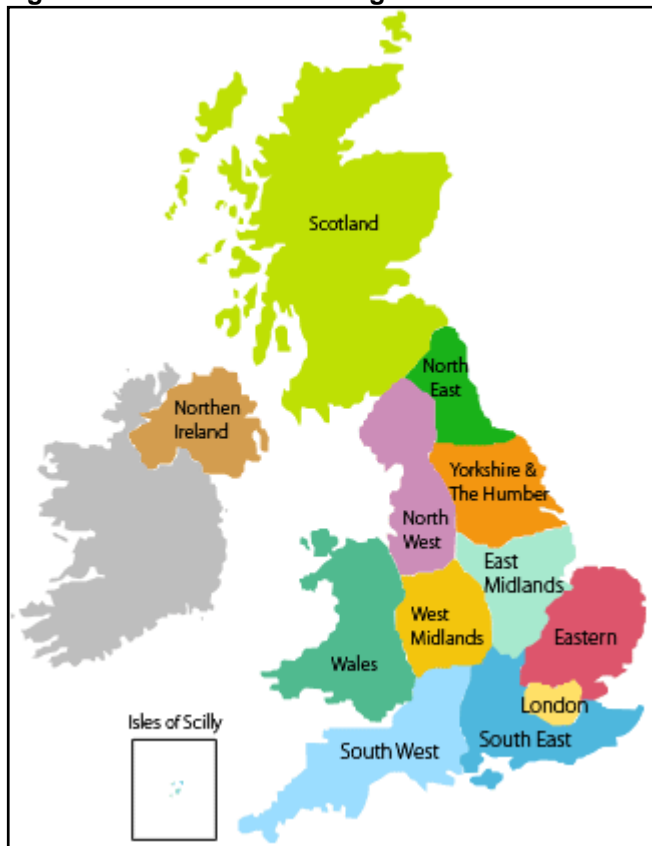 Scotland
North
East
Northen
Ireland
Yorkshire &
The Humber
North
West
East
Midlands
West
Midlands
Eastern
Wales
London
Isles of Scilly
South West
South East